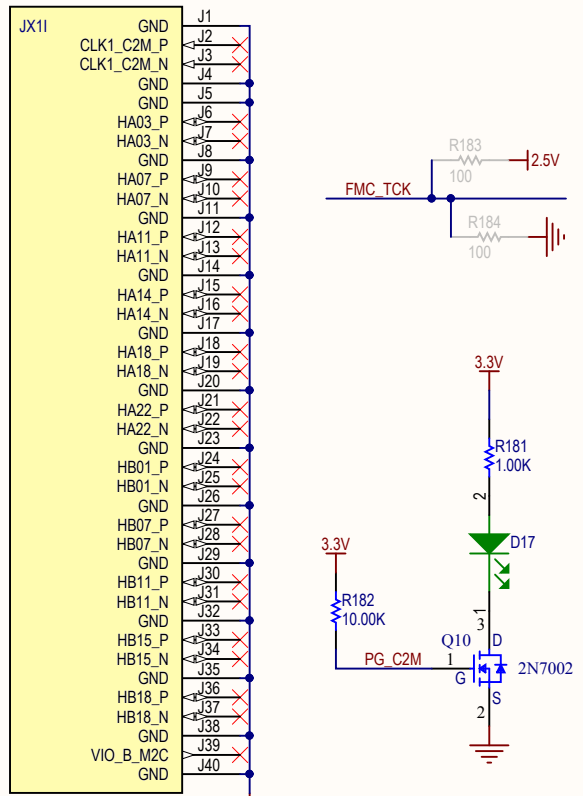 JX1I
GND J1
CLK1_C2M_P J2
CLK1_C2M_N J3
GND J4
GND J5
HA03_P J6
HA03_N J7
GND J8
HA07_P J9
HA07_N J10
GND J11
HA11_P J12
HA11_N J13
GND J14
HA14_P J15
HA14_N J16
GND J17
HA18_P J18
HA18_N J19
GND J20
HA22_P J21
HA22_N J22
GND J23
HB01_P J24
HB01_N J25
GND J26
HB07_P J27
HB07_N J28
GND J29
HB11_P J30
HB11_N J31
GND J32
HB15_P J33
HB15_N J34
GND J35
HB18_P J36
HB18_N J37
GND J38
VIO_B_M2C J39
GND J40
R183
100
2.5V
FMC_TCK
R184
100
3.3V
R181
1.00K
2
D17
1
3.3V
R182
10.00K
PG_C2M
Q10
3
D
1
G
2N7002
S
2